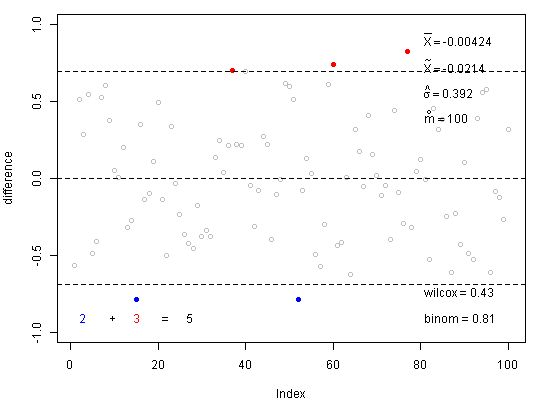 1.0
0.5
0.0
-0.5
-1.0
difference
X̅ = -0.00424
X̃ = -0.0214
σ̂ = 0.392
m̊ = 100
wilcox = 0.43
2 + 3 = 5
binom = 0.81
0 20 40 60 80 100
Index